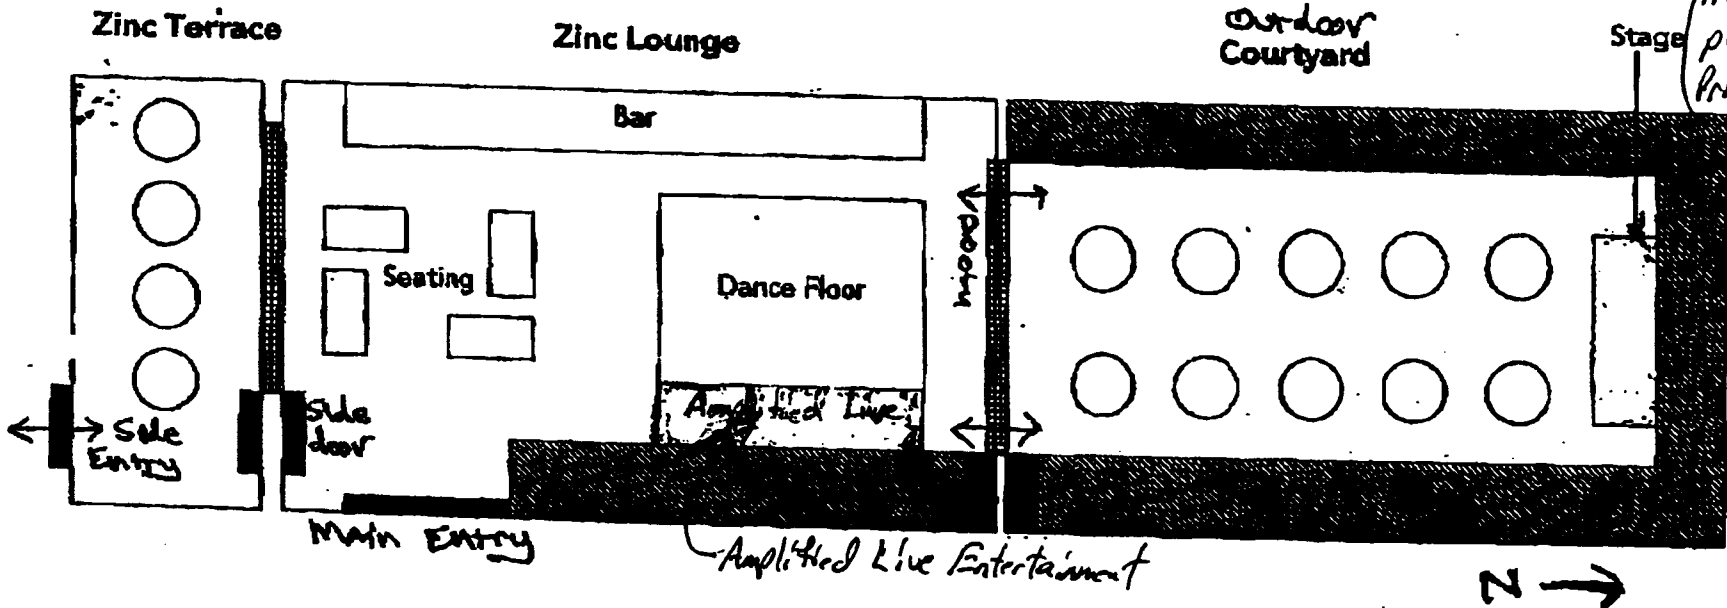 Zinc Terrace
Zinc Lounge
Outdoor
Courtyard
Stage
Bar
Seating
Dance Floor
Doors
Amplified Live
Side
Entry
Side
door
Main Entry
Amplified Live Entertainment
N